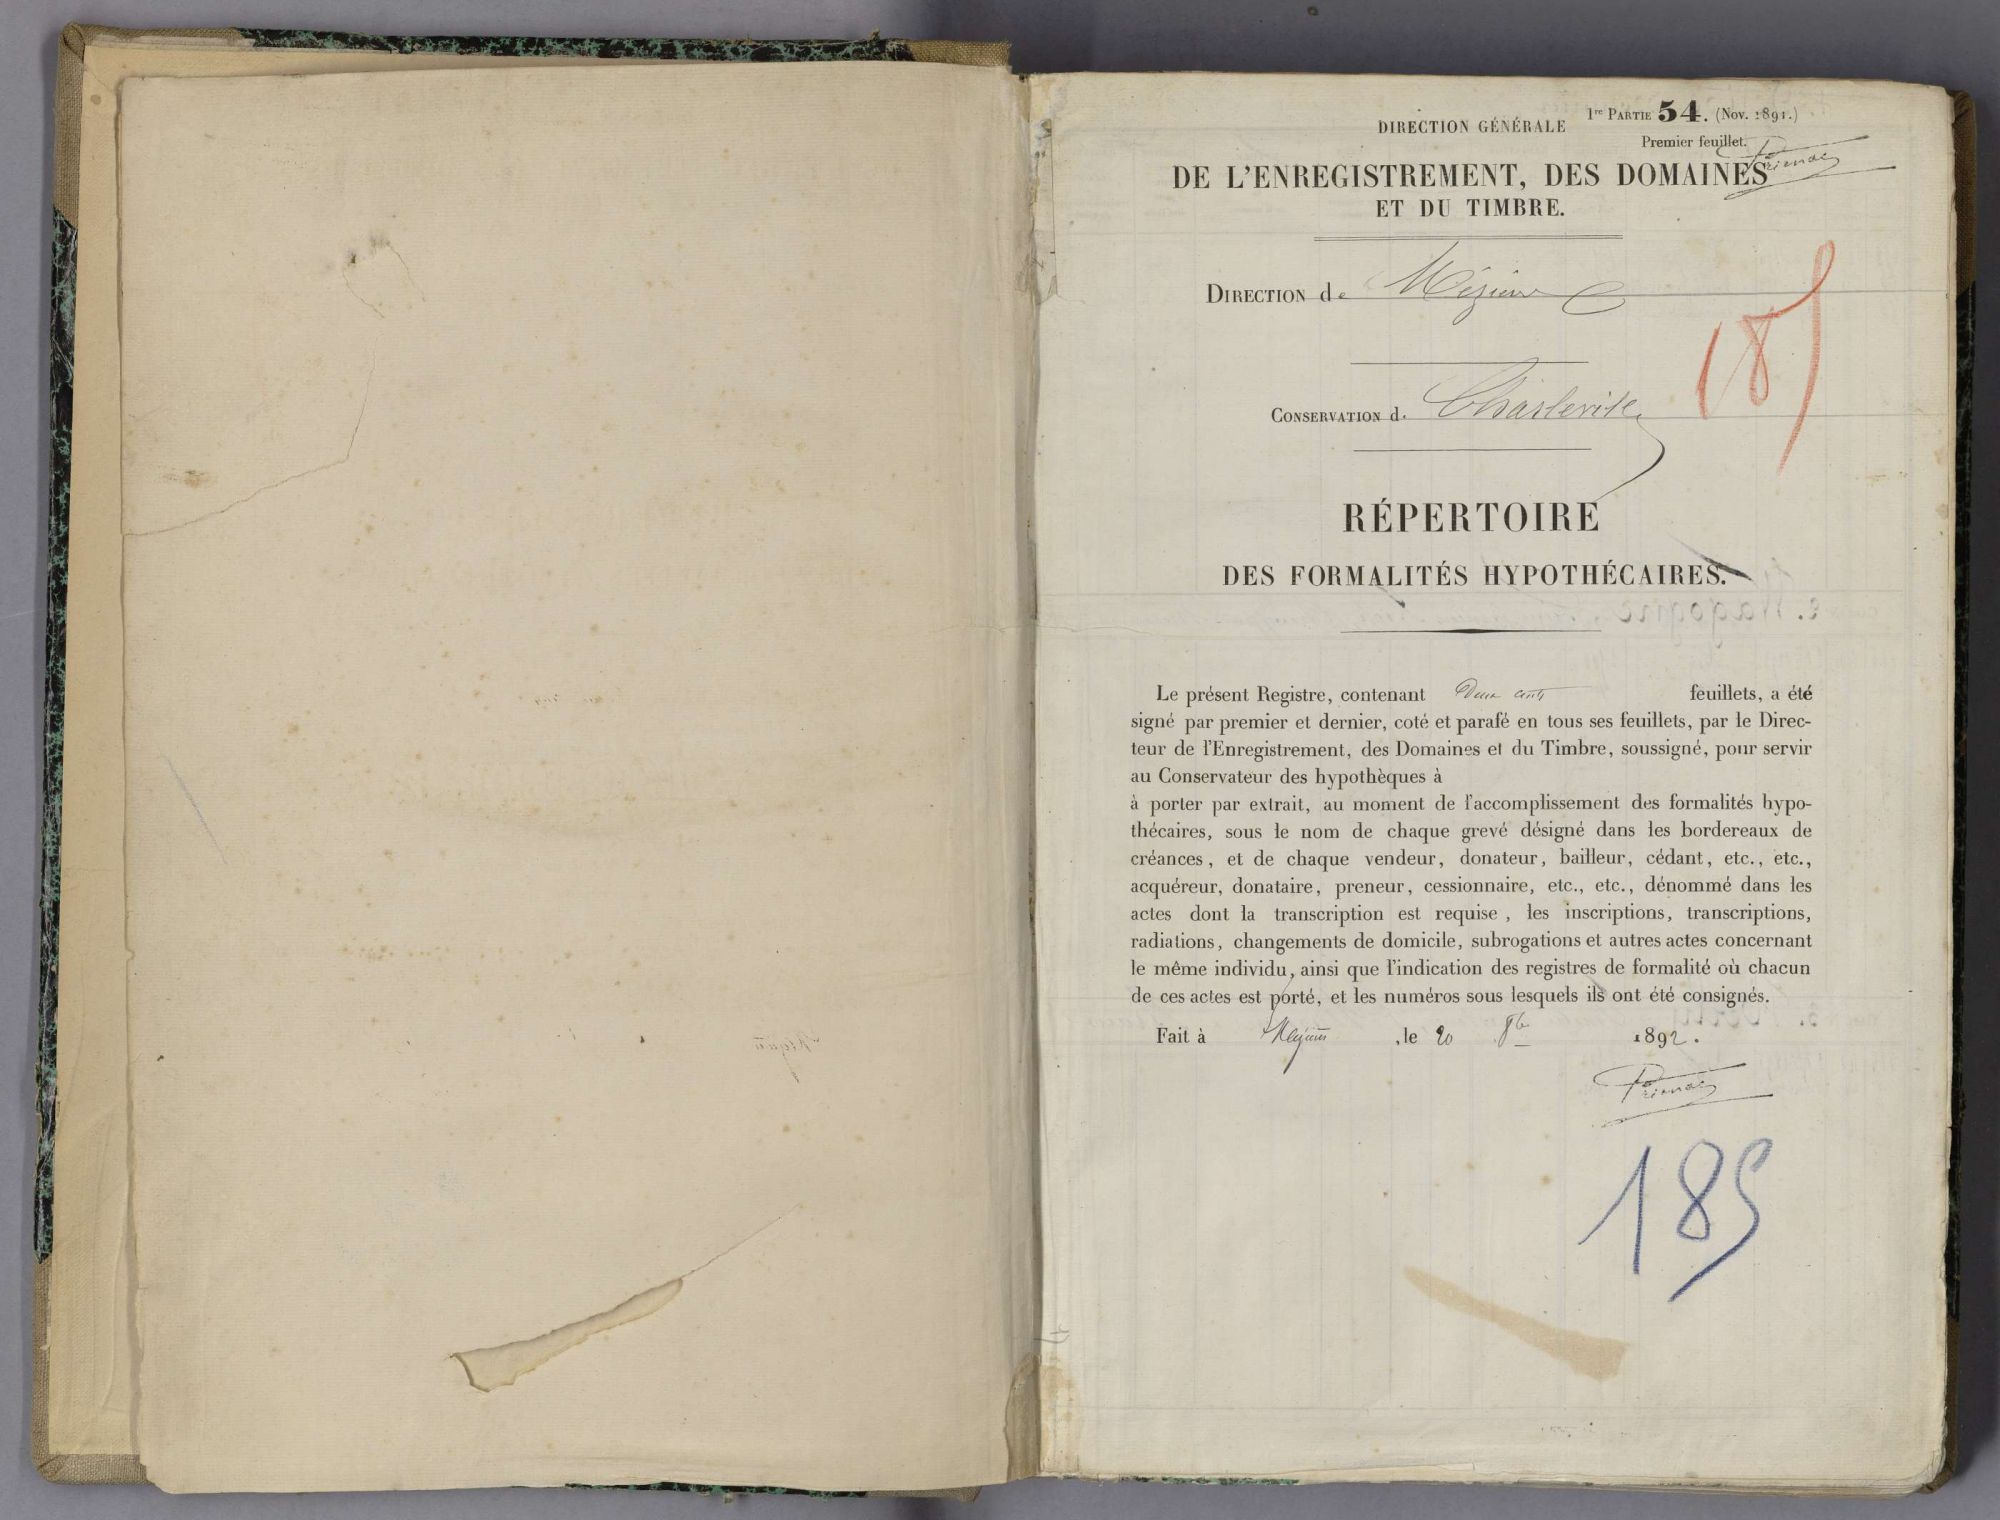 1re PARTIE 54. (Nov. 1891.)
DIRECTION GÉNÉRALE
Premier feuillet.
DE L'ENREGISTREMENT, DES DOMAINES
ET DU TIMBRE.
DIRECTION de Mézières
185
CONSERVATION d. Charleville
RÉPERTOIRE
DES FORMALITÉS HYPOTHÉCAIRES.
Le présent Registre, contenant Deux cents feuillets, a été
signé par premier et dernier, coté et parafé en tous ses feuillets, par le Direc-
teur de l'Enregistrement, des Domaines et du Timbre, soussigné, pour servir
au Conservateur des hypothèques à
à porter par extrait, au moment de l'accomplissement des formalités hypo-
thécaires, sous le nom de chaque grevé désigné dans les bordereaux de
créances, et de chaque vendeur, donateur, bailleur, cédant, etc., etc.,
acquéreur, donataire, preneur, cessionnaire, etc., etc., dénommé dans les
actes dont la transcription est requise, les inscriptions, transcriptions,
radiations, changements de domicile, subrogations et autres actes concernant
le même individu, ainsi que l'indication des registres de formalité où chacun
de ces actes est porté, et les numéros sous lesquels ils ont été consignés.
Fait à Mézières, le 20 8bre 1892.
185